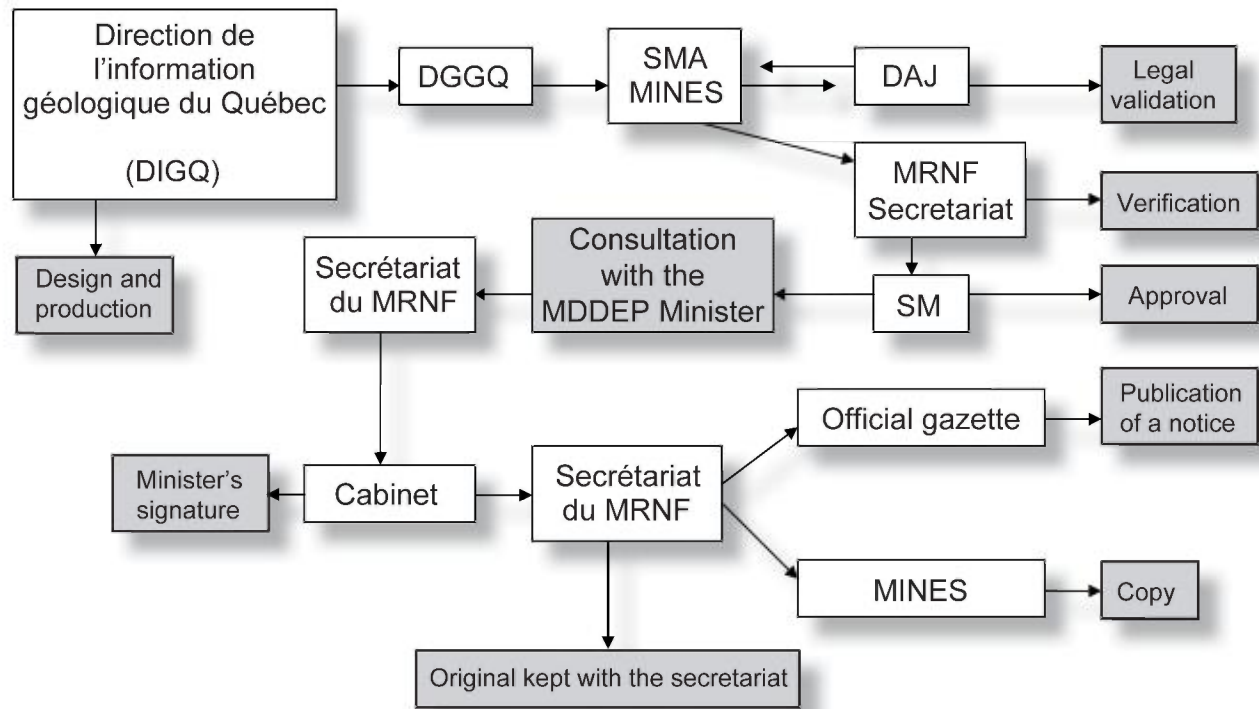 Direction de
l'information
géologique du Québec
(DIGQ)
DGGQ
SMA
MINES
DAJ
Legal
validation
MRNF
Secretariat
Verification
Design and
production
Secrétariat
du MRNF
Consultation
with the
MDDEP Minister
SM
Approval
Official gazette
Publication
of a notice
Minister's
signature
Cabinet
Secrétariat
du MRNF
MINES
Copy
Original kept with the secretariat